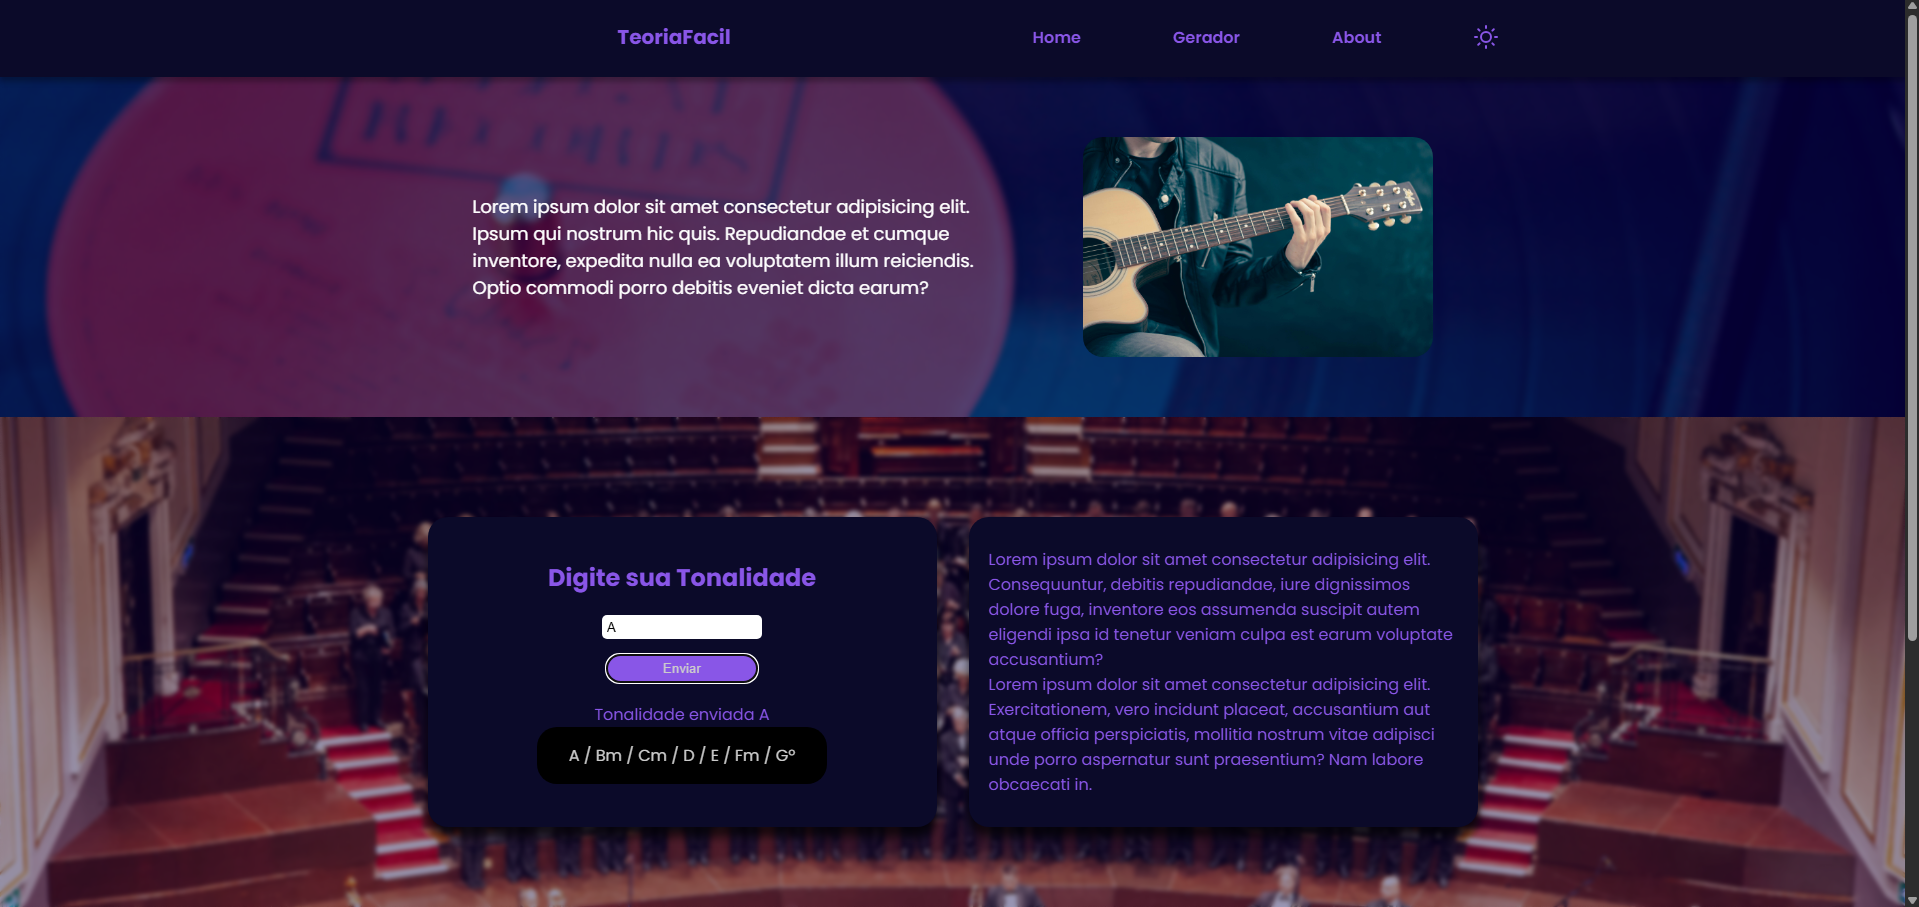 TeoriaFacil
Home
Gerador
About
Lorem ipsum dolor sit amet consectetur adipisicing elit.
Ipsum qui nostrum hic quis. Repudiandae et cumque
inventore, expedita nulla ea voluptatem illum reiciendis.
Optio commodi porro debitis eveniet dicta earum?
Digite sua Tonalidade
A
Enviar
Tonalidade enviada A
A / Bm / Cm / D / E / Fm / Gº
Lorem ipsum dolor sit amet consectetur adipisicing elit.
Consequuntur, debitis repudiandae, iure dignissimos
dolore fuga, inventore eos assumenda suscipit autem
eligendi ipsa id tenetur veniam culpa est earum voluptate
accusantium?
Lorem ipsum dolor sit amet consectetur adipisicing elit.
Exercitationem, vero incidunt placeat, accusantium aut
atque officia perspiciatis, mollitia nostrum vitae adipisci
unde porro aspernatur sunt praesentium? Nam labore
obcaecati in.